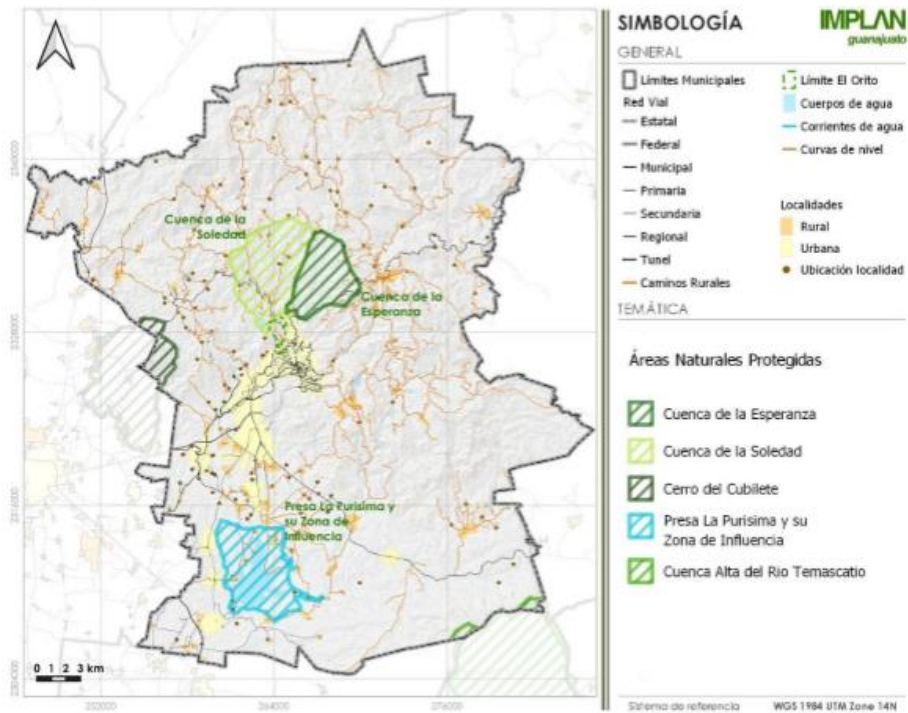 Cuenca de la
Soledad
Cuenca de la
Esperanza
Presa La Purisima y
su Zona de
Influencia
0 1 2 3 km
252000
264000
276000
SIMBOLOGÍA
IMPLAN
guanajuato
GENERAL
Límites Municipales
Red Vial
Estatal
Federal
Municipal
Primaria
Secundaria
Regional
Tunel
Caminos Rurales
Límite El Orito
Cuerpos de agua
Corrientes de agua
Curvas de nivel
Localidades
Rural
Urbana
Ubicación localidad
TEMÁTICA
Áreas Naturales Protegidas
Cuenca de la Esperanza
Cuenca de la Soledad
Cerro del Cubilete
Presa La Purisima y su
Zona de Influencia
Cuenca Alta del Rio Temascatio
Sistema de referencia WGS 1984 UTM Zone 14N